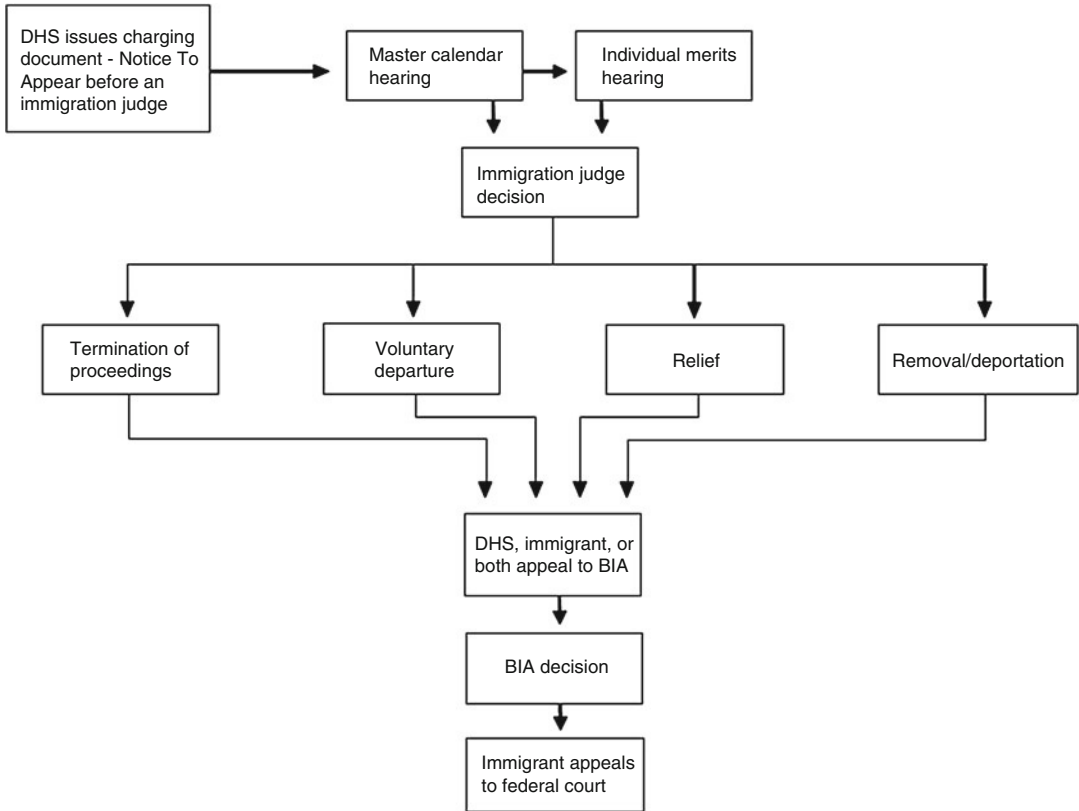 DHS issues charging
document - Notice To
Appear before an
immigration judge
Master calendar
hearing
Individual merits
hearing
Immigration judge
decision
Termination of
proceedings
Voluntary
departure
Relief
Removal/deportation
DHS, immigrant, or
both appeal to BIA
BIA decision
Immigrant appeals
to federal court